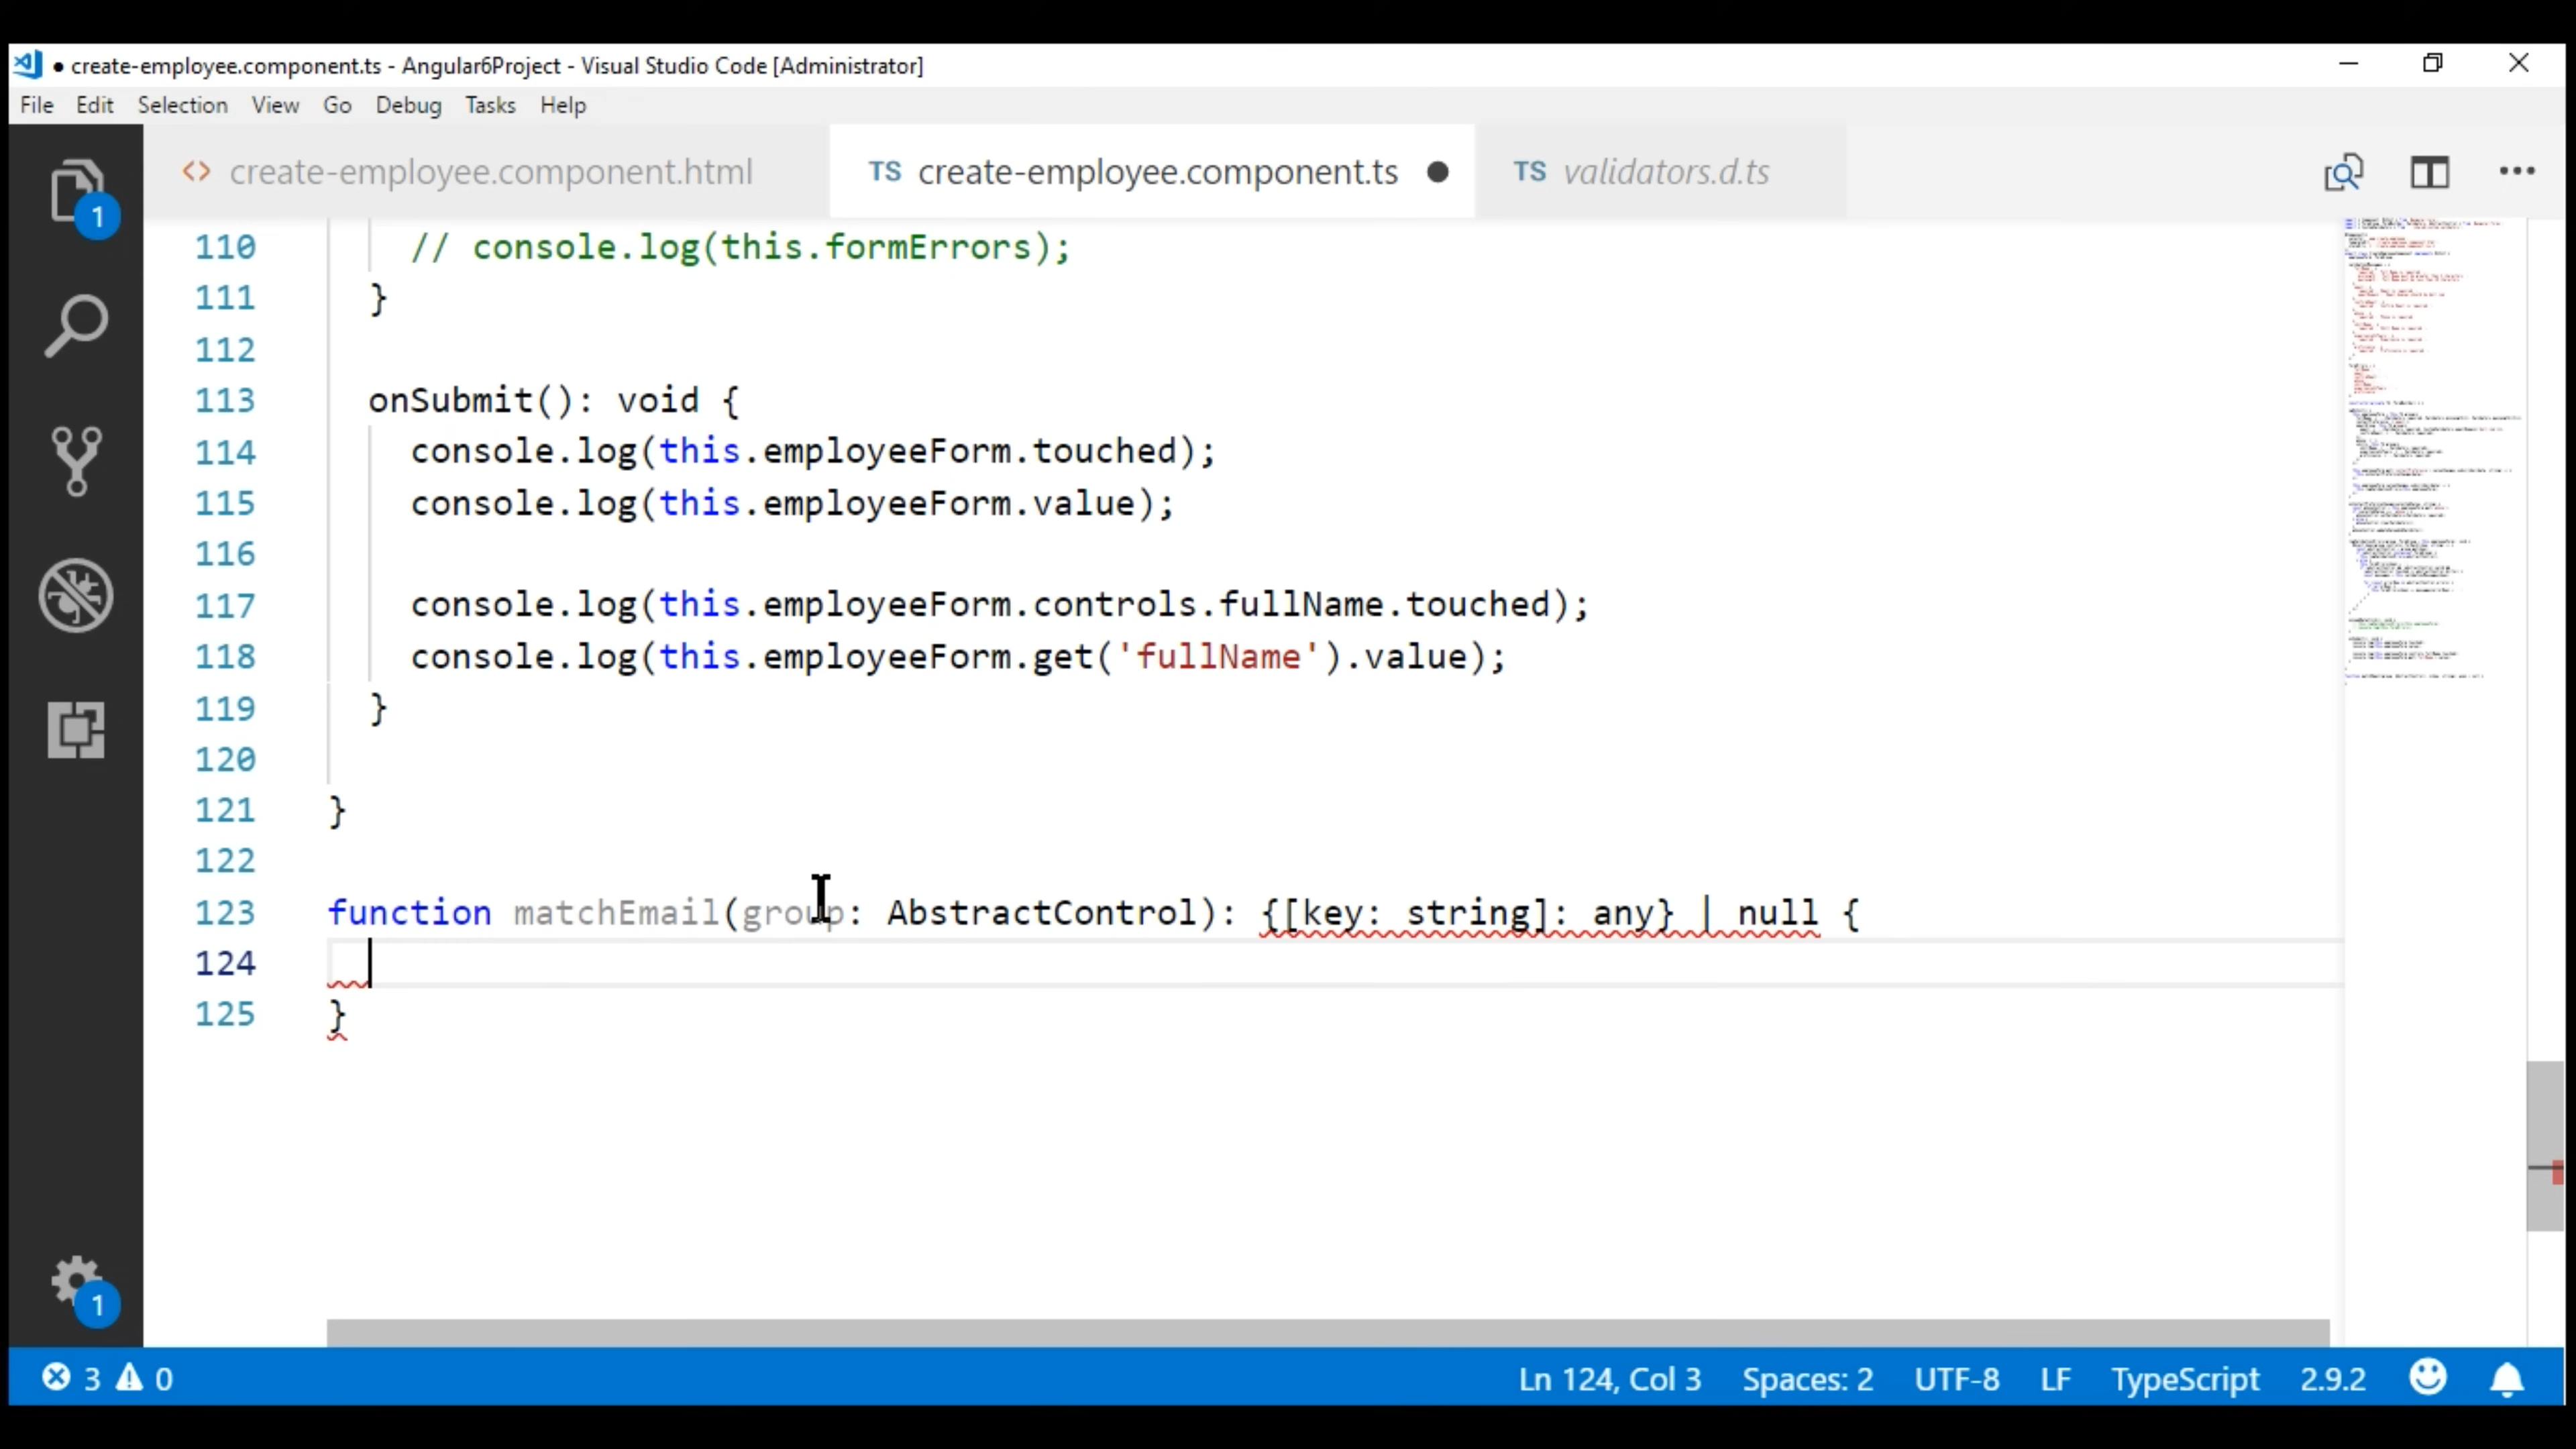 ● create-employee.component.ts - Angular6Project - Visual Studio Code [Administrator]
File Edit Selection View Go Debug Tasks Help
<> create-employee.component.html TS create-employee.component.ts ● TS validators.d.ts
1
110 // console.log(this.formErrors);
111 }
112
113 onSubmit(): void {
114 console.log(this.employeeForm.touched);
115 console.log(this.employeeForm.value);
116
117 console.log(this.employeeForm.controls.fullName.touched);
118 console.log(this.employeeForm.get('fullName').value);
119 }
120
121 }
122
123 function matchEmail(group: AbstractControl): {[key: string]: any} | null {
124
125 }
1
3 0 Ln 124, Col 3 Spaces: 2 UTF-8 LF TypeScript 2.9.2